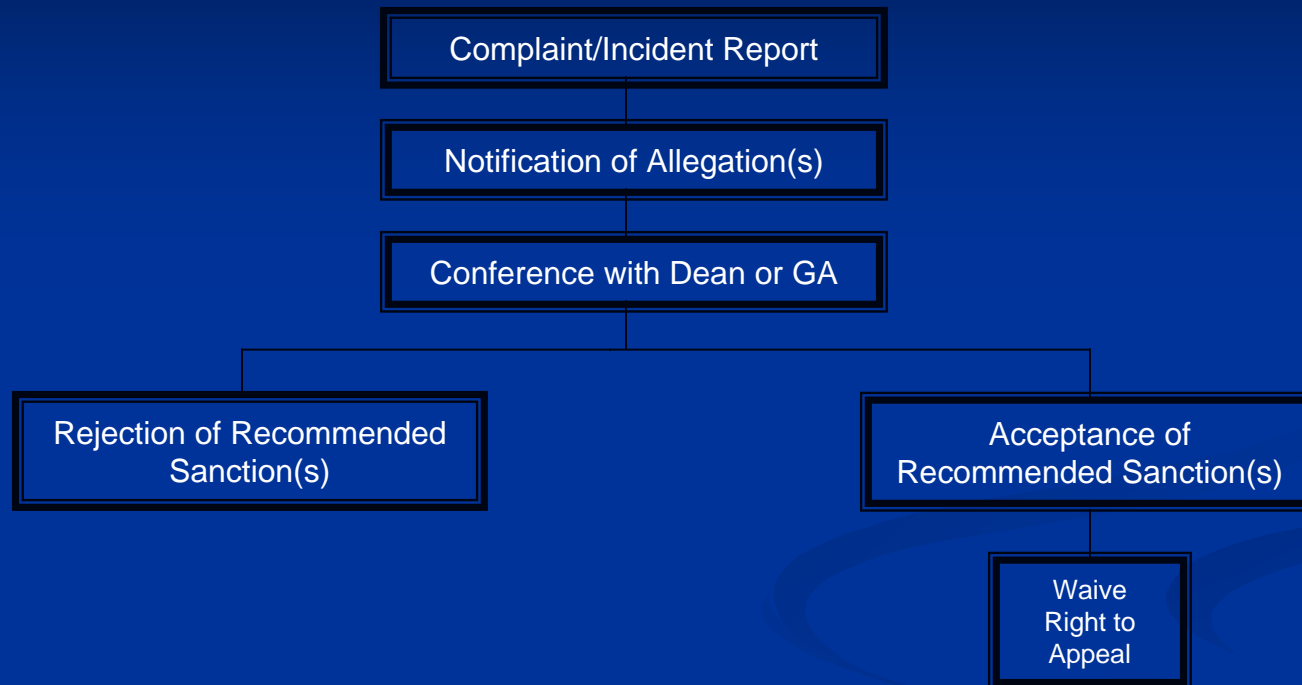 Complaint/Incident Report
Notification of Allegation(s)
Conference with Dean or GA
Rejection of Recommended
Sanction(s)
Acceptance of
Recommended Sanction(s)
Waive
Right to
Appeal